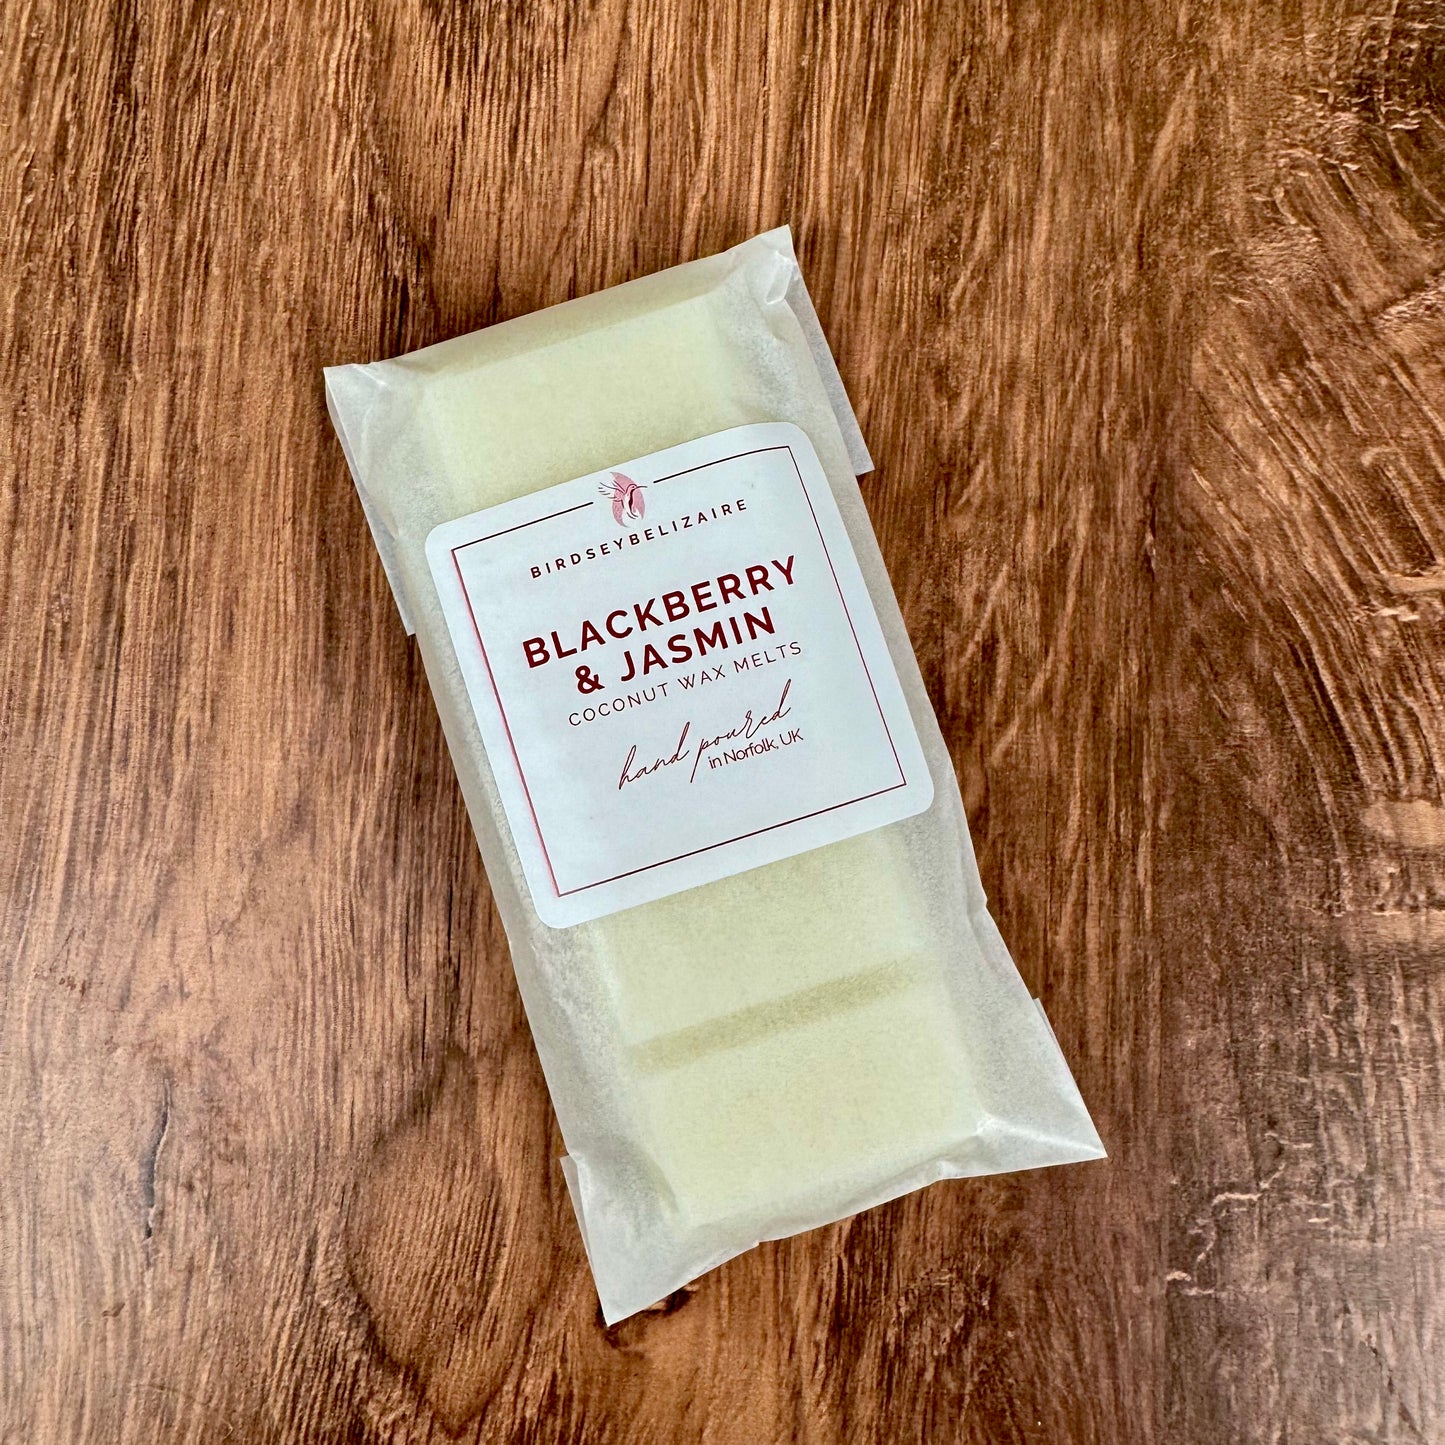 BIRDSEYBELIZAIRE
BLACKBERRY
& JASMIN
COCONUT WAX MELTS
hand poured
in Norfolk, UK